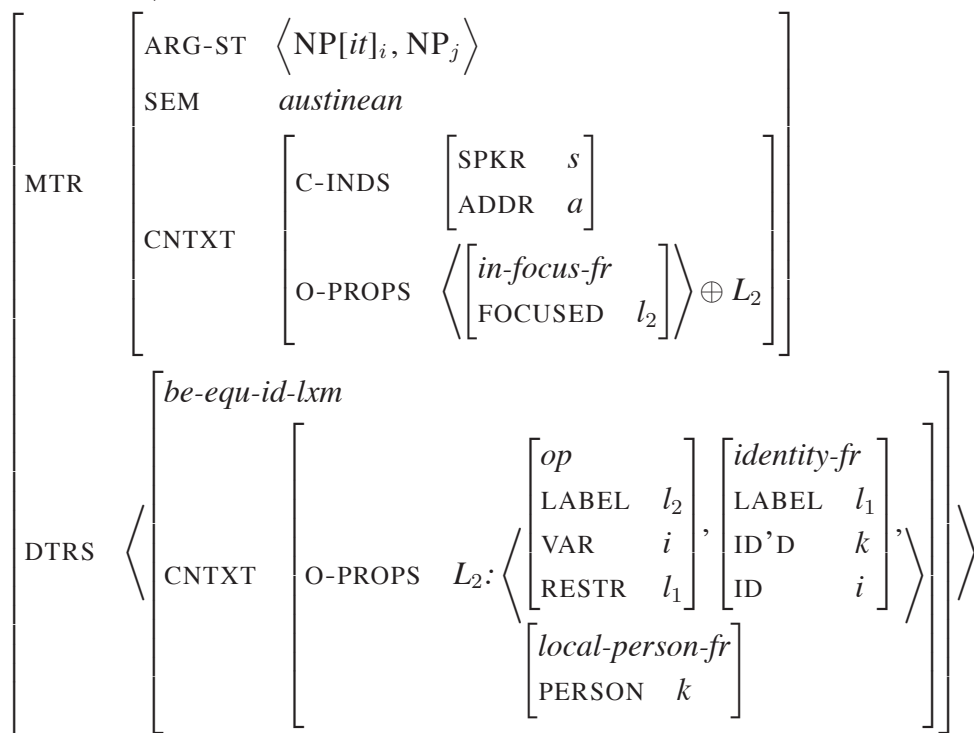 ARG-ST ⟨NP[it]i, NPj⟩
SEM austinean
C-INDS [SPKR s
ADDR a]
MTR
CNTXT
in-focus-fr
O-PROPS ⟨[FOCUSED l2]⟩ ⊕ L2
be-equ-id-lxm
op identity-fr
LABEL l2 LABEL l1
VAR i , ID'D k ,
DTRS CNTXT O-PROPS L2: RESTR l1 ID i
local-person-fr
PERSON k